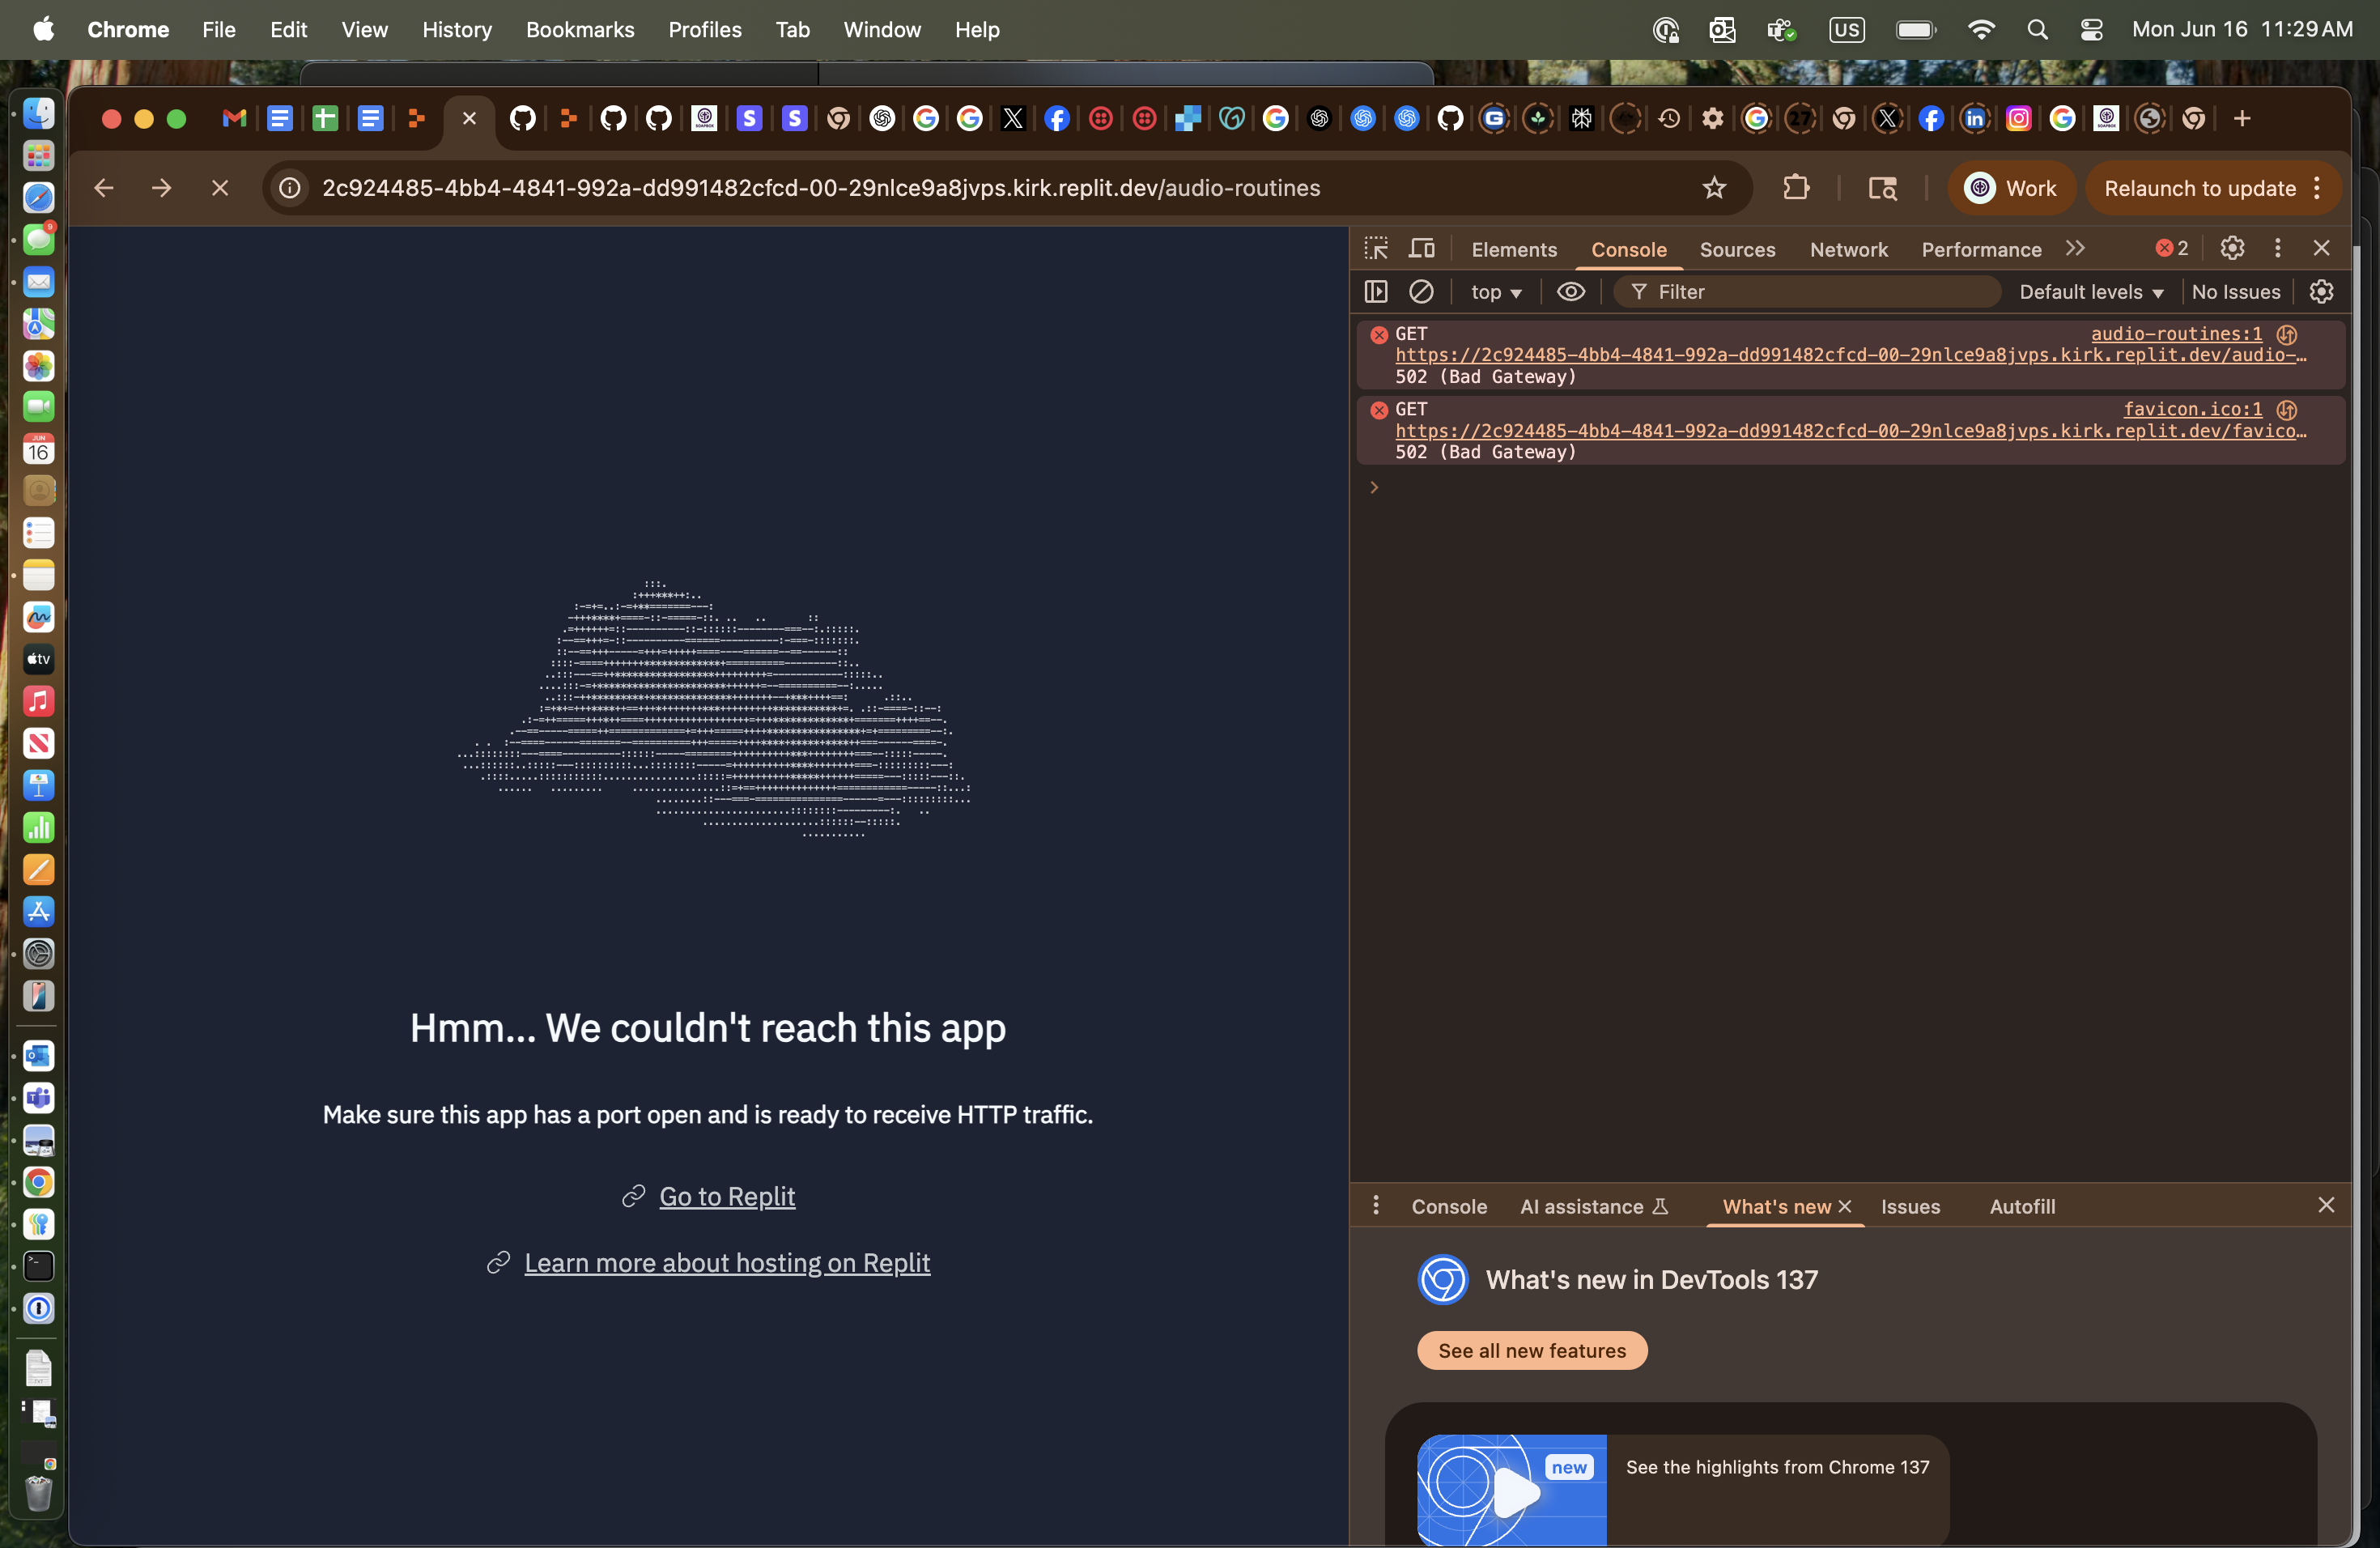 Chrome File Edit View History Bookmarks Profiles Tab Window Help US Mon Jun 16 11:29 AM
2c924485-4bb4-4841-992a-dd991482cfcd-00-29nlce9a8jvps.kirk.replit.dev/audio-routines Work Relaunch to update
Elements Console Sources Network Performance 2
top Filter Default levels No Issues
GET audio-routines:1
https://2c924485-4bb4-4841-992a-dd991482cfcd-00-29nlce9a8jvps.kirk.replit.dev/audio-…
502 (Bad Gateway)
GET favicon.ico:1
https://2c924485-4bb4-4841-992a-dd991482cfcd-00-29nlce9a8jvps.kirk.replit.dev/favico…
502 (Bad Gateway)
9
JUN
16
tv
Hmm... We couldn't reach this app
Make sure this app has a port open and is ready to receive HTTP traffic.
Go to Replit
Learn more about hosting on Replit
Console AI assistance What's new Issues Autofill
What's new in DevTools 137
See all new features
new
See the highlights from Chrome 137